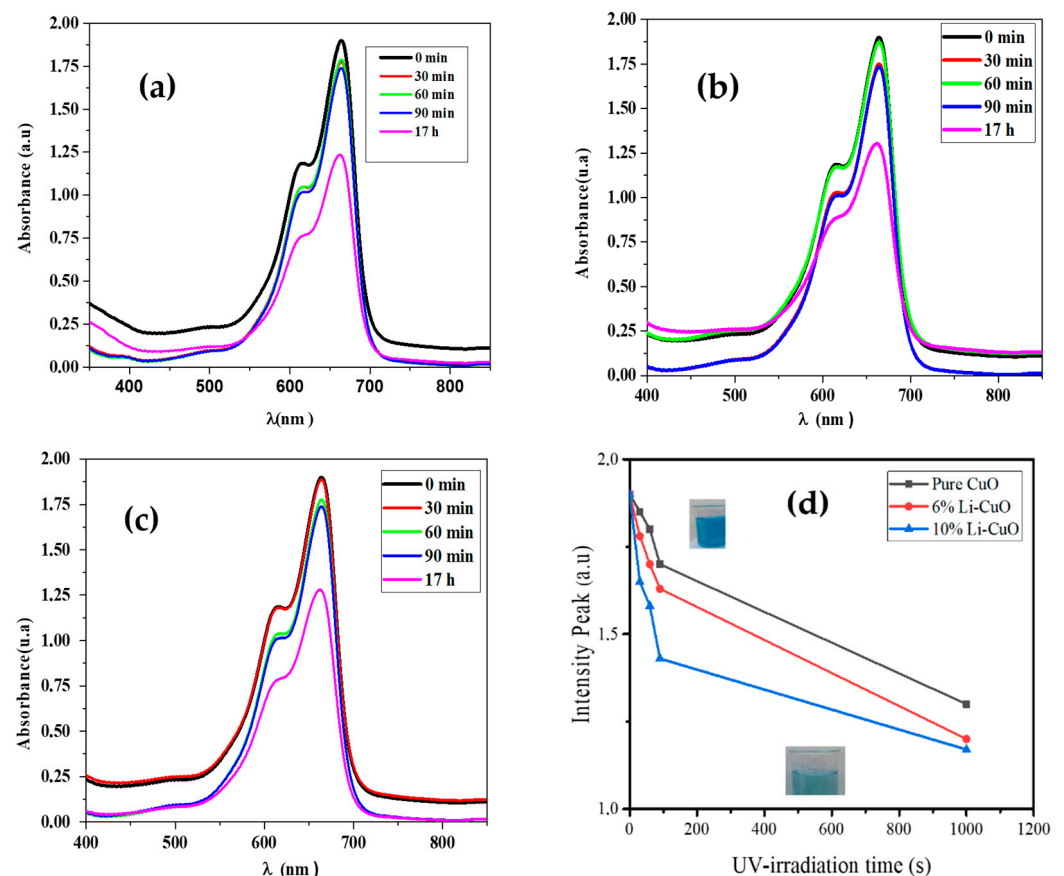 (a)
0 min
30 min
60 min
90 min
17 h
Absorbance (a.u)
2.00
1.75
1.50
1.25
1.00
0.75
0.50
0.25
0.00
400
500
600
700
800
λ(nm)
(b)
0 min
30 min
60 min
90 min
17 h
Absorbance(u.a)
2.00
1.75
1.50
1.25
1.00
0.75
0.50
0.25
0.00
400
500
600
700
800
λ (nm)
(c)
0 min
30 min
60 min
90 min
17 h
Absorbance(u.a)
2.00
1.75
1.50
1.25
1.00
0.75
0.50
0.25
0.00
400
500
600
700
800
λ (nm)
(d)
Pure CuO
6% Li-CuO
10% Li-CuO
Intensity Peak (a.u)
2.0
1.5
1.0
0
200
400
600
800
1000
1200
UV-irradiation time (s)